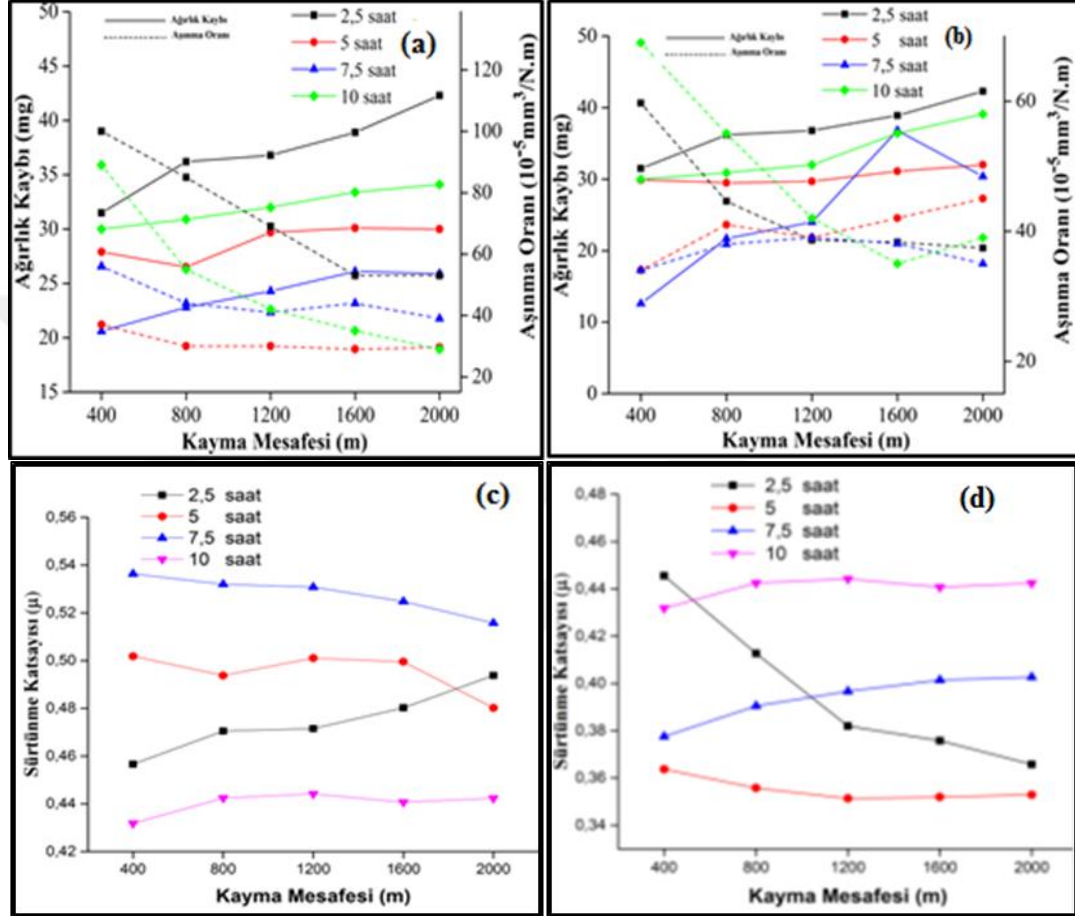 (a)
Ağırlık Kaybı
Aşınma Oranı
2,5 saat
5 saat
7,5 saat
10 saat
Ağırlık Kaybı (mg)
50
45
40
35
30
25
20
15
Aşınma Oranı (10⁻⁵mm³/N.m)
120
100
80
60
40
20
400 800 1200 1600 2000
Kayma Mesafesi (m)
(b)
Ağırlık Kaybı
Aşınma Oranı
2,5 saat
5 saat
7,5 saat
10 saat
Ağırlık Kaybı (mg)
50
40
30
20
10
0
Aşınma Oranı (10⁻⁵mm³/N.m)
60
40
20
400 800 1200 1600 2000
Kayma Mesafesi (m)
(c)
2,5 saat
5 saat
7,5 saat
10 saat
Sürtünme Katsayısı (µ)
0,56
0,54
0,52
0,50
0,48
0,46
0,44
0,42
400 800 1200 1600 2000
Kayma Mesafesi (m)
(d)
2,5 saat
5 saat
7,5 saat
10 saat
Sürtünme Katsayısı (µ)
0,48
0,46
0,44
0,42
0,40
0,38
0,36
0,34
400 800 1200 1600 2000
Kayma Mesafesi (m)